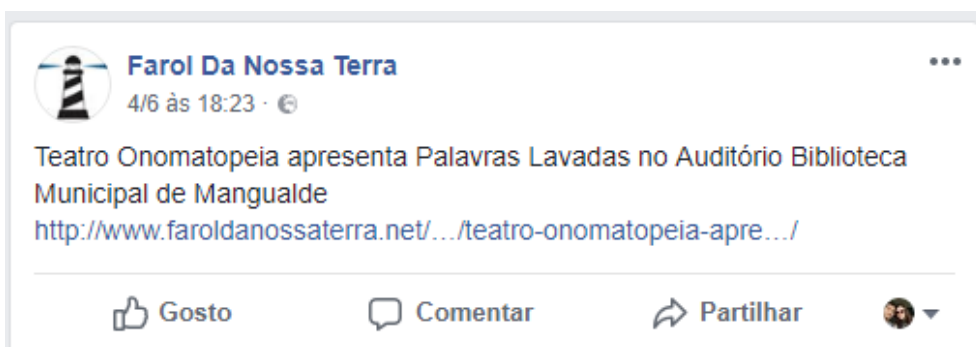 Farol Da Nossa Terra
4/6 às 18:23 ·
Teatro Onomatopeia apresenta Palavras Lavadas no Auditório Biblioteca
Municipal de Mangualde
http://www.faroldanossaterra.net/…/teatro-onomatopeia-apre…/
Gosto Comentar Partilhar